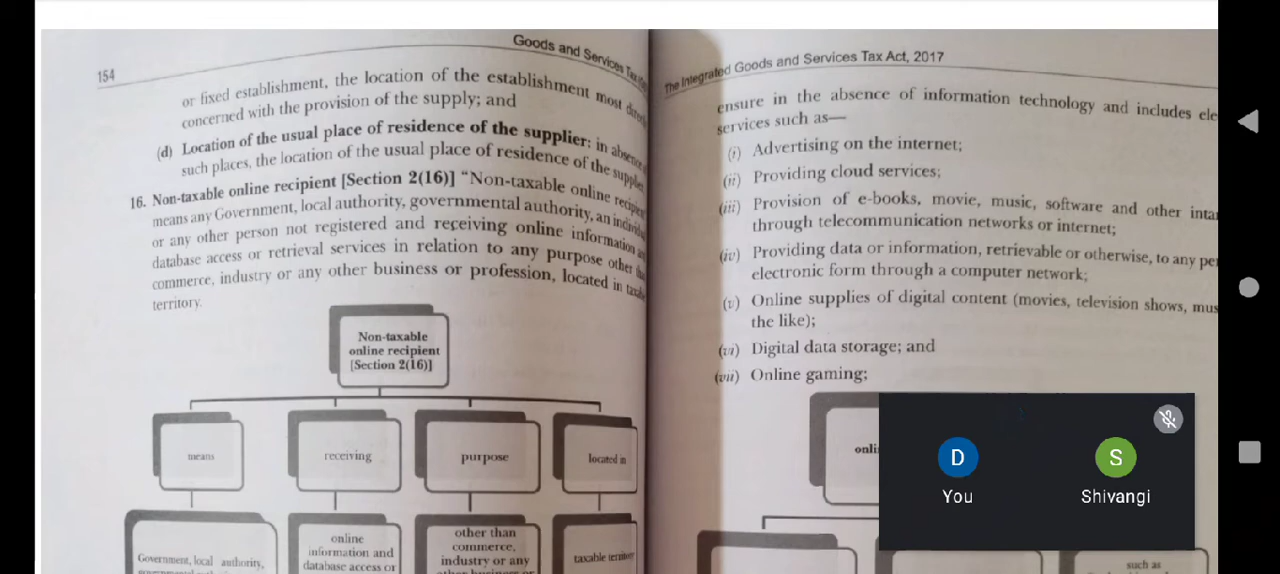 154
Goods and Services Tax
or fixed establishment, the location of the establishment most
concerned with the provision of the supply; and
(d) Location of the usual place of residence of the supplier: in absence
such places, the location of the usual place of residence of the
16. Non-taxable online recipient [Section 2(16)] “Non-taxable online
means any Government, local authority, governmental authority, an
or any other person not registered and receiving online information
database access or retrieval services in relation to any purpose other
commerce, industry or any other business or profession, located in
territory.
Non-taxable
online recipient
[Section 2(16)]
means
receiving
purpose
located in
Government, local authority,
online
information and
database access or
other than
commerce,
industry or any
taxable
The Integrated Goods and Services Tax Act, 2017
ensure in the absence of information technology and includes
services such as—
(i) Advertising on the internet;
(ii) Providing cloud services;
(iii) Provision of e-books, movie, music, software and other
through telecommunication networks or internet;
(iv) Providing data or information, retrievable or otherwise, to any
electronic form through a computer network;
(v) Online supplies of digital content (movies, television shows,
the like);
(vi) Digital data storage; and
(vii) Online gaming;
such as
D
S
You
Shivangi